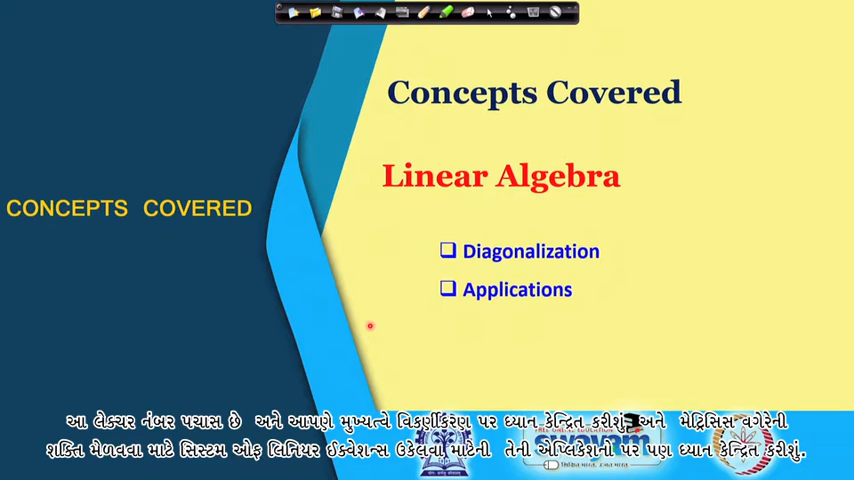 Concepts Covered
Linear Algebra
CONCEPTS COVERED
Diagonalization
Applications
આ લેક્ચર નંબર પચાસ છે અને આપણે મુખ્યત્વે વિકર્ણીકરણ પર ધ્યાન કેન્દ્રિત કરીશું અને મેટ્રિસિસ વગેરેની
શક્તિ મેળવવા માટે સિસ્ટમ ઓફ લિનિયર ઈક્વેશન્સ ઉકેલવા માટેની તેની એપ્લિકેશનો પર પણ ધ્યાન કેન્દ્રિત કરીશું.
swayam